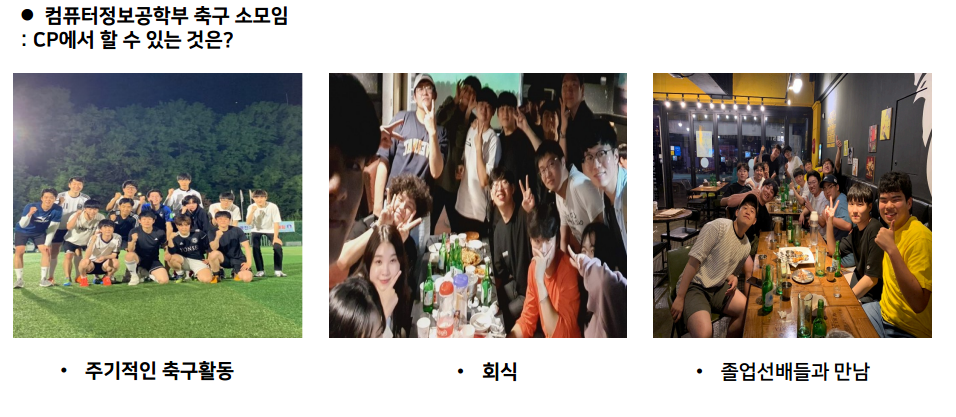 ● 컴퓨터정보공학부 축구 소모임
: CP에서 할 수 있는 것은?
• 주기적인 축구활동
• 회식
• 졸업선배들과 만남